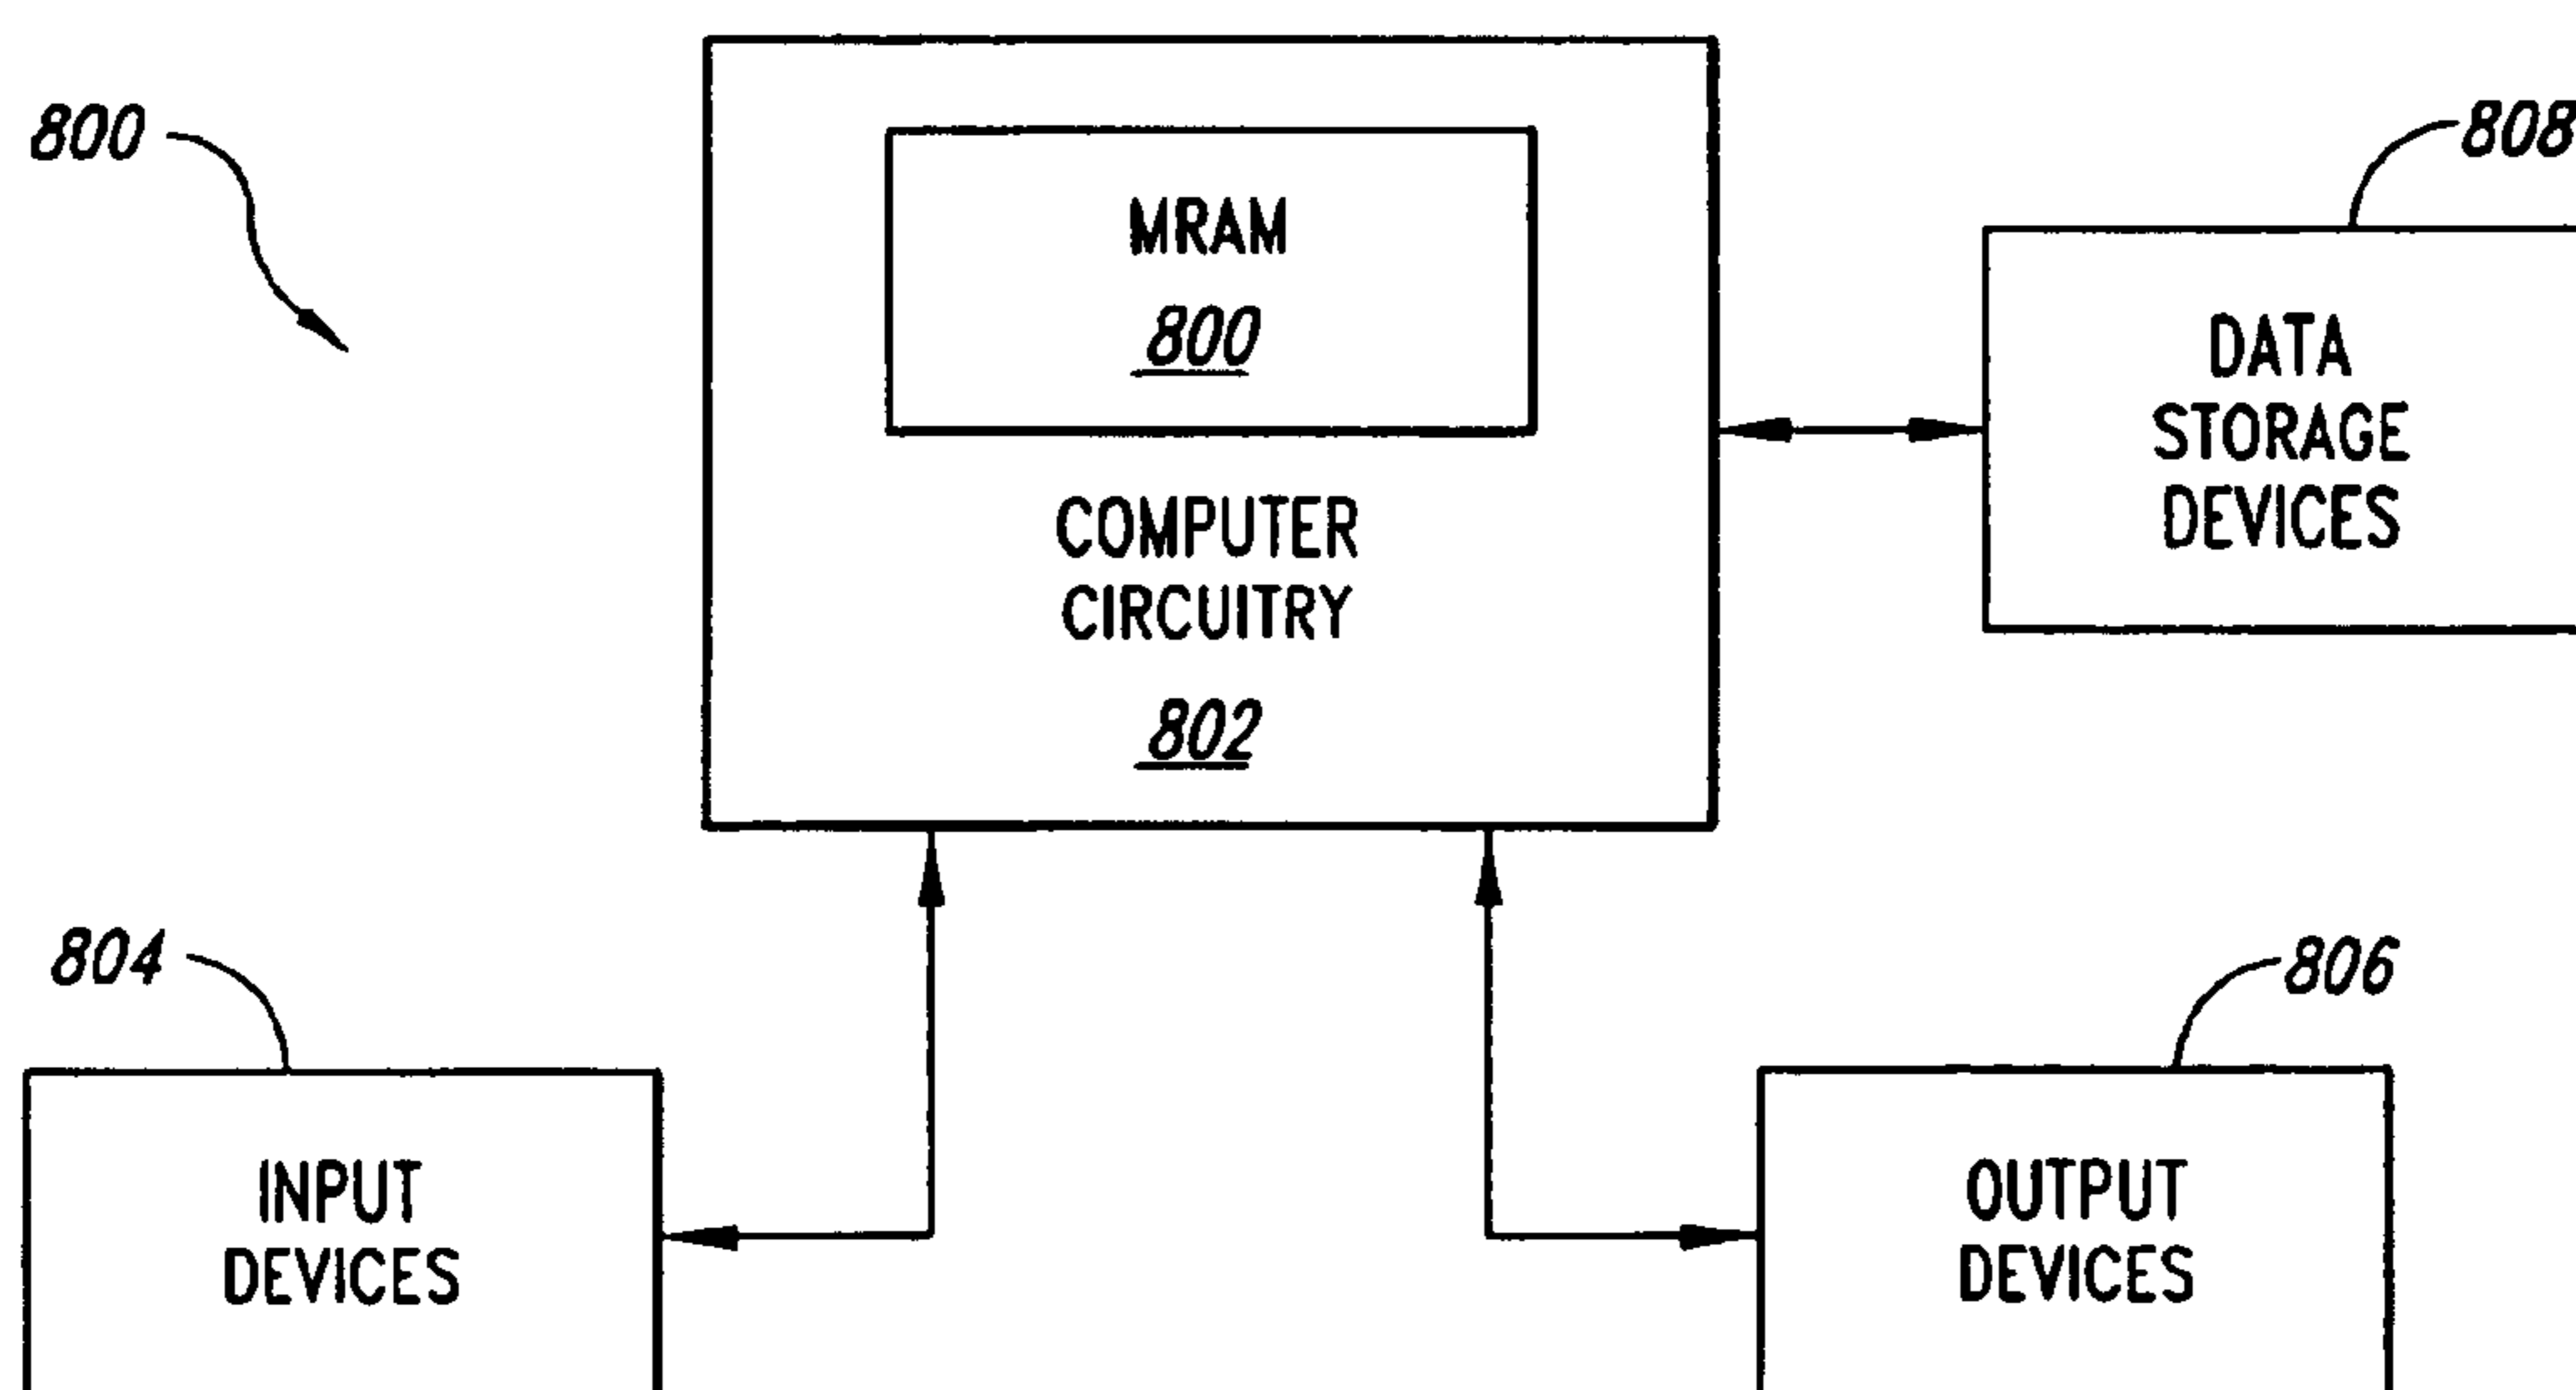 800
MRAM
800
COMPUTER
CIRCUITRY
802
808
DATA
STORAGE
DEVICES
804
INPUT
DEVICES
806
OUTPUT
DEVICES